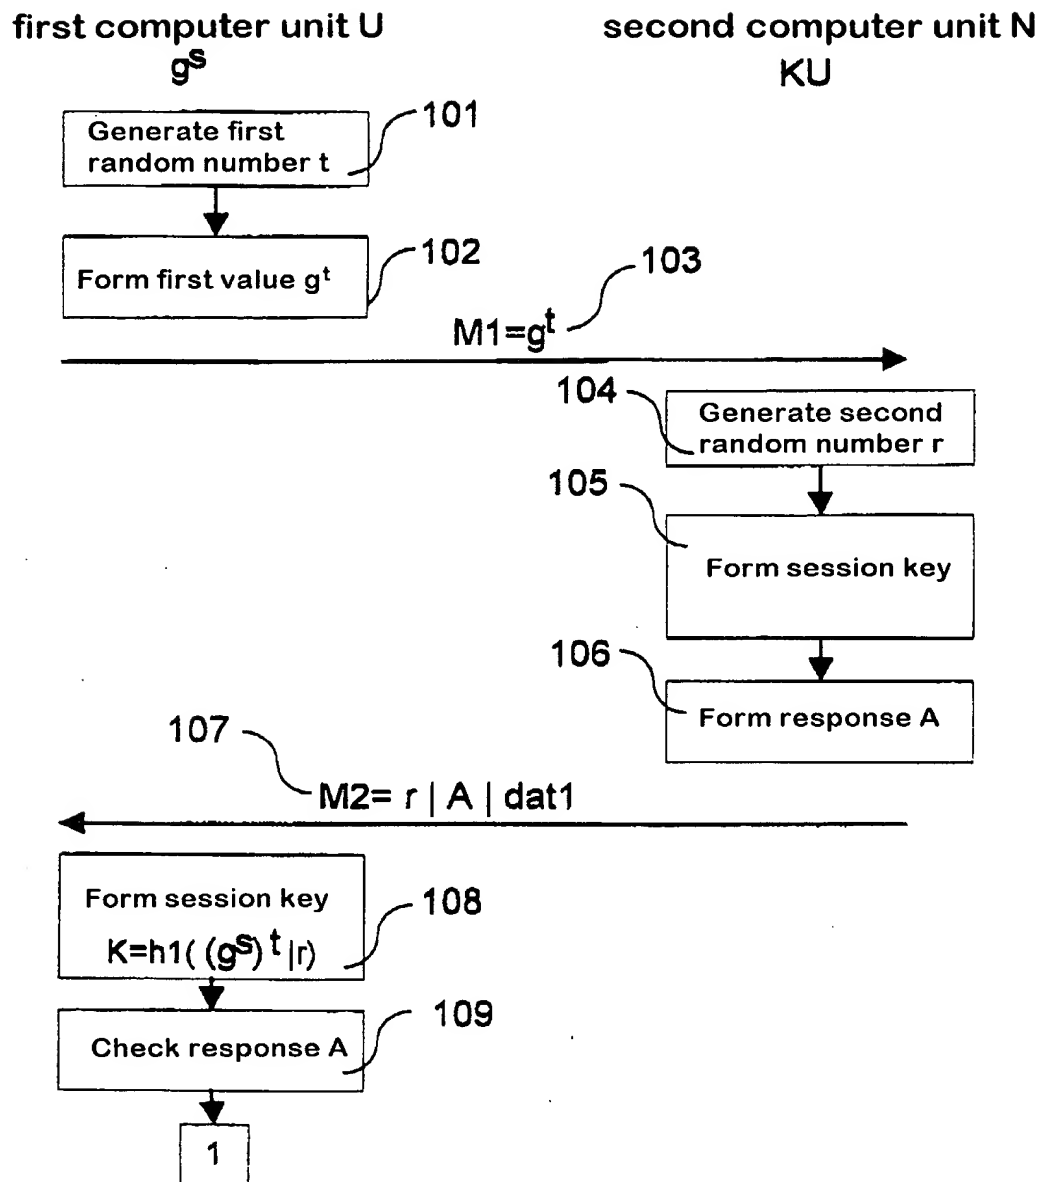 first computer unit U
g^s
second computer unit N
KU
101
Generate first
random number t
102
Form first value g^t
103
M1=g^t
104
Generate second
random number r
105
Form session key
106
Form response A
107
M2= r | A | dat1
Form session key
K=h1( (g^s)^t |r)
108
109
Check response A
1